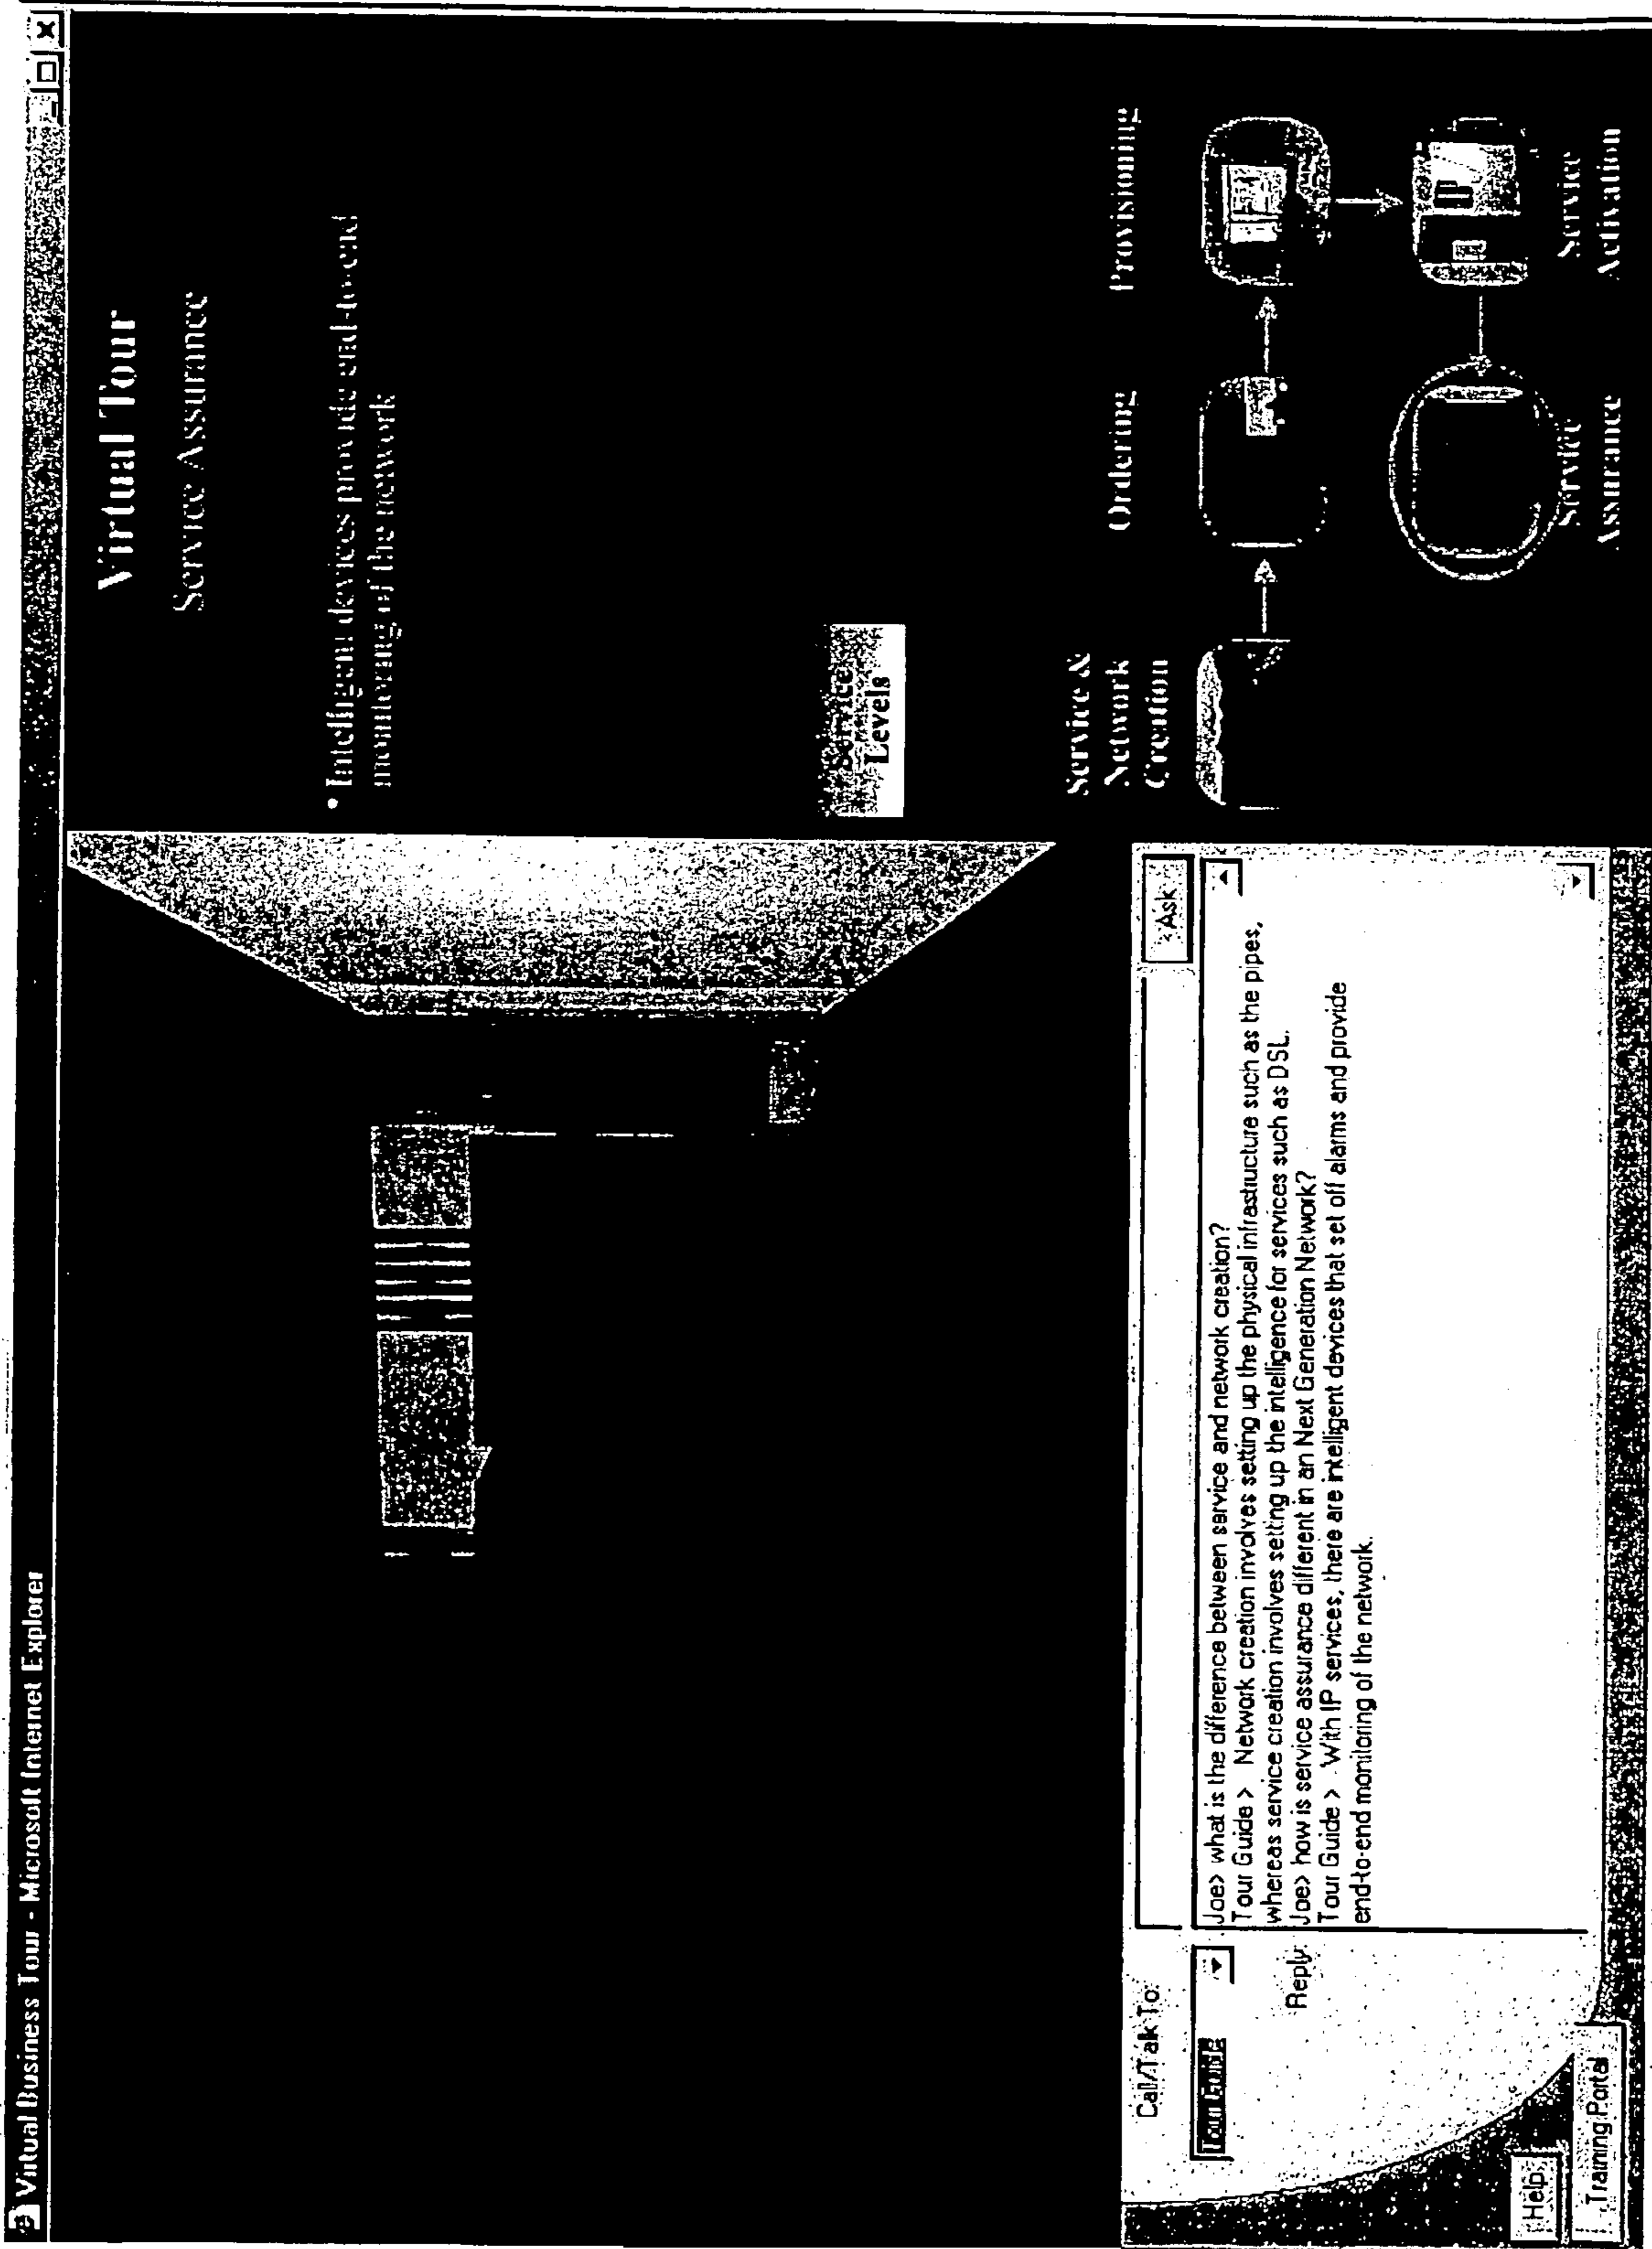 Virtual Business Tour - Microsoft Internet Explorer
Virtual Tour
Service Assurance
• Intelligent devices provide end-to-end
monitoring of the network
Service
Levels
Service &
Network
Creation
Ordering
Provisioning
Service
Assurance
Service
Activation
Call/Talk To:
Tour Guide
Ask
Reply:
Joe> what is the difference between service and network creation?
Tour Guide > Network creation involves setting up the physical infrastructure such as the pipes,
whereas service creation involves setting up the intelligence for services such as DSL.
Joe> how is service assurance different in an Next Generation Network?
Tour Guide > With IP services, there are intelligent devices that set off alarms and provide
end-to-end monitoring of the network.
Help
Training Portal